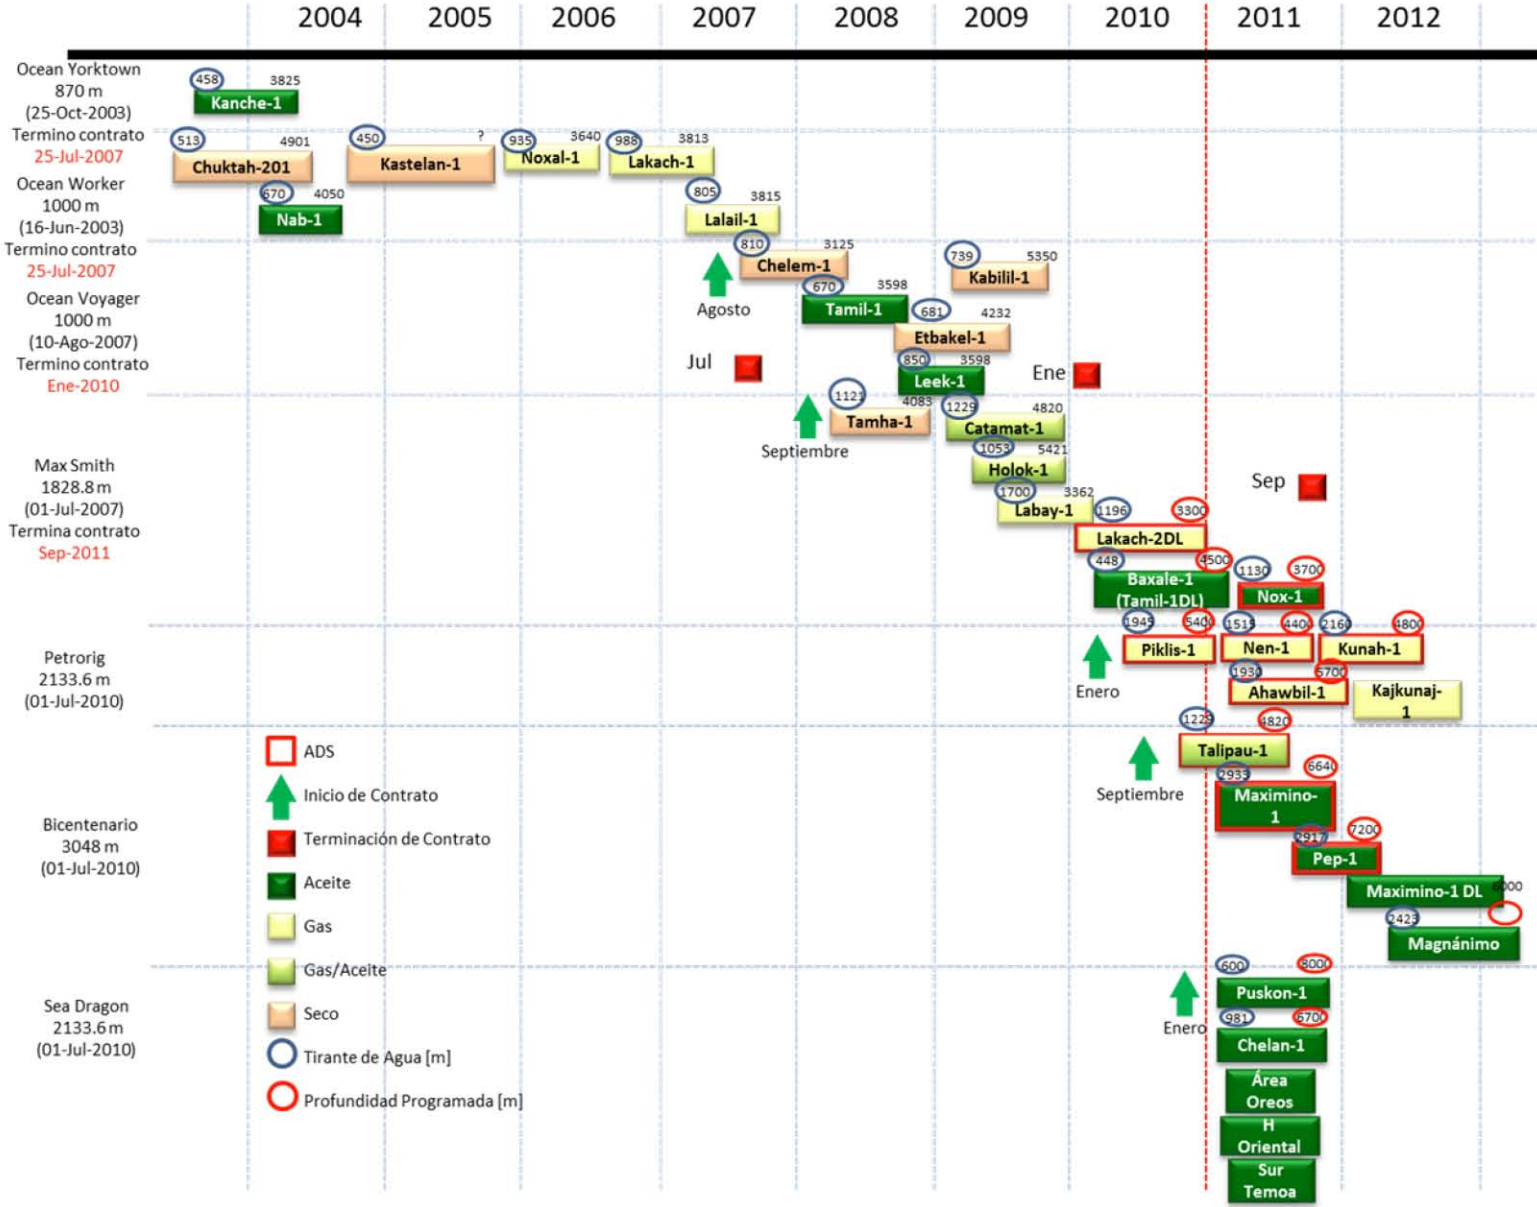 2004 2005 2006 2007 2008 2009 2010 2011 2012
Ocean Yorktown
870 m
(25-Oct-2003)
Termino contrato
25-Jul-2007
458 3825
Kanche-1
513 4901
Chuktah-201
450 ?
Kastelan-1
935 3640
Noxal-1
988 3813
Lakach-1
Ocean Worker
1000 m
(16-Jun-2003)
Termino contrato
25-Jul-2007
670 4050
Nab-1
805 3815
Lalail-1
810 3125
Chelem-1
739 5350
Kabilil-1
Agosto
Ocean Voyager
1000 m
(10-Ago-2007)
Termino contrato
Ene-2010
670 3598
Tamil-1
681 4232
Etbakel-1
Jul
850 3598
Leek-1
Ene
1121 4083
Tamha-1
Septiembre
1229 4820
Catamat-1
1053 5421
Holok-1
Max Smith
1828.8 m
(01-Jul-2007)
Termina contrato
Sep-2011
Sep
1700 3362
Labay-1
1196 3300
Lakach-2DL
448 4500
Baxale-1
(Tamil-1DL)
1130 3700
Nox-1
Petrorig
2133.6 m
(01-Jul-2010)
1945 5400
Piklis-1
1515 4400
Nen-1
2160 4800
Kunah-1
Enero
1930 5700
Ahawbil-1
Kajkunaj-
1
1229 4820
Talipau-1
Septiembre
2933 6640
Maximino-
1
Bicentenario
3048 m
(01-Jul-2010)
2917 7200
Pep-1
Maximino-1 DL
6000
2423
Magnánimo
Sea Dragon
2133.6 m
(01-Jul-2010)
600 8000
Puskon-1
Enero
981 6700
Chelan-1
Área
Oreos
H
Oriental
Sur
Temoa
ADS
Inicio de Contrato
Terminación de Contrato
Aceite
Gas
Gas/Aceite
Seco
Tirante de Agua [m]
Profundidad Programada [m]